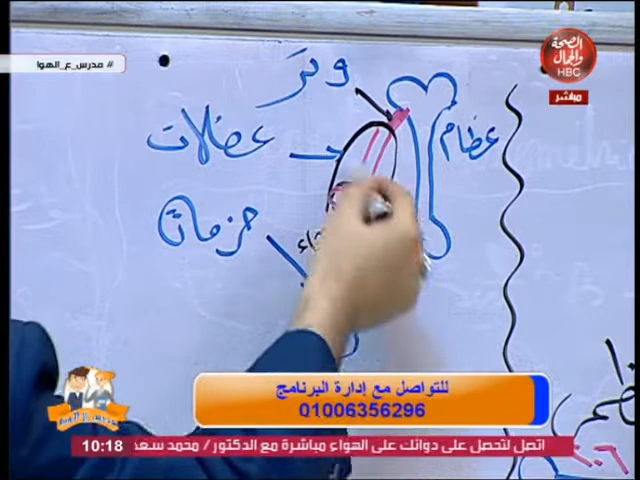 #مدرس_ع_الهوا
الصحة
والجمال
HBC
مباشر
وتر
عظام
عضلات
حزمات
للتواصل مع إدارة البرنامج
01006356296
10:18
اتصل لتحصل على دواتك على الهواء مباشرة مع الدكتور / محمد سعد